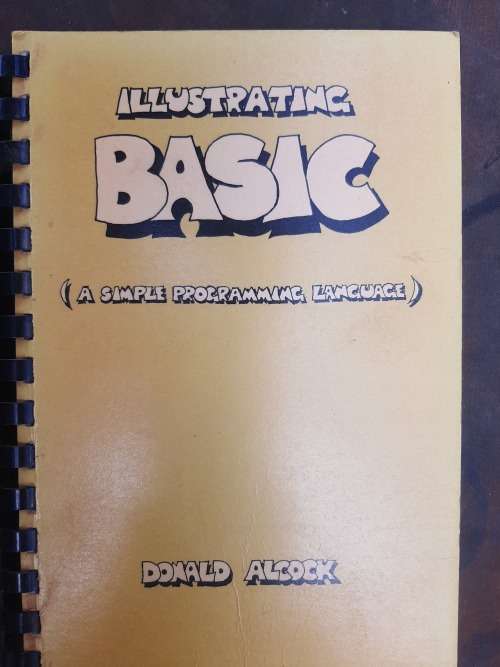 ILLUSTRATING
BASIC
(A SIMPLE PROGRAMMING LANGUAGE)
DONALD ALCOCK